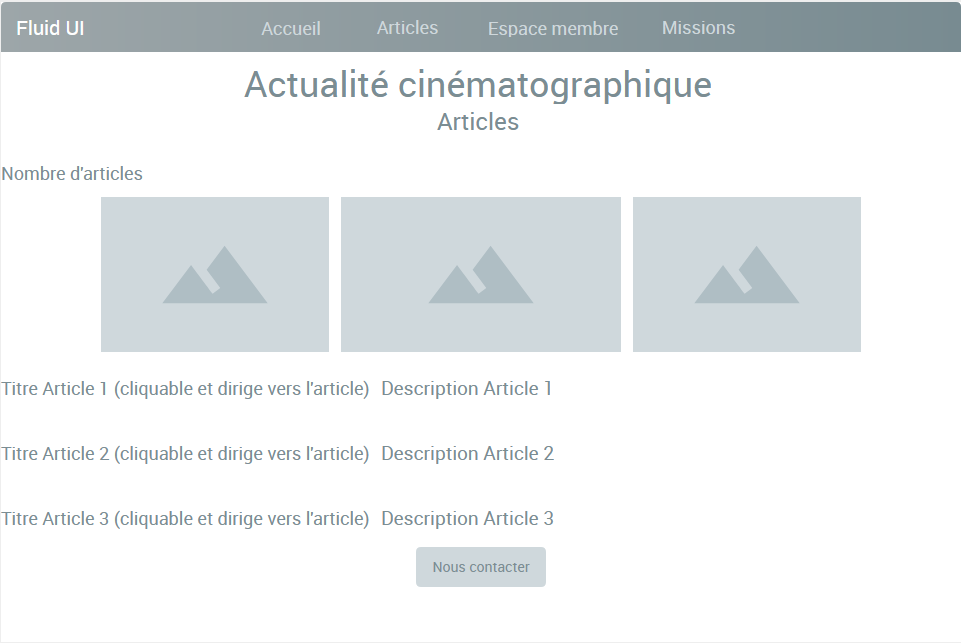 Fluid UI Accueil Articles Espace membre Missions
Actualité cinématographique
Articles
Nombre d'articles
Titre Article 1 (cliquable et dirige vers l'article) Description Article 1
Titre Article 2 (cliquable et dirige vers l'article) Description Article 2
Titre Article 3 (cliquable et dirige vers l'article) Description Article 3
Nous contacter